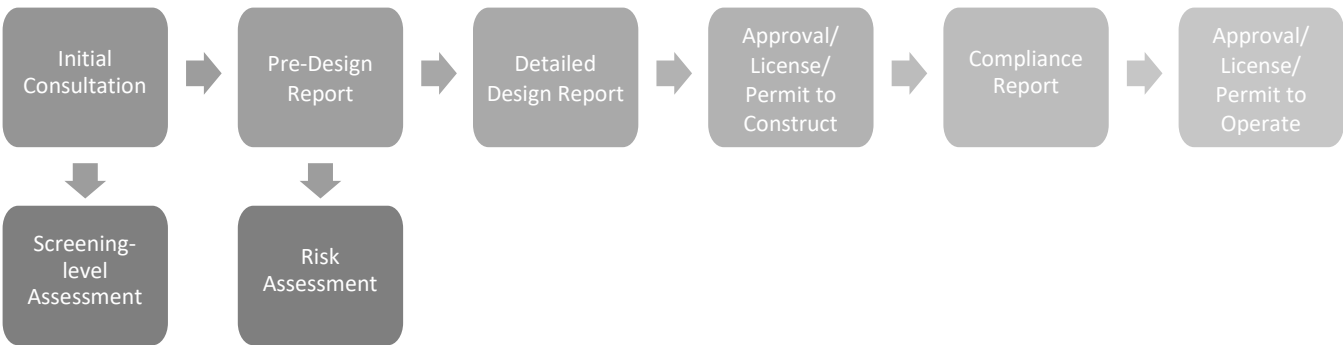 Initial
Consultation
Pre-Design
Report
Detailed
Design Report
Approval/
License/
Permit to
Construct
Compliance
Report
Approval/
License/
Permit to
Operate
Screening-
level
Assessment
Risk
Assessment